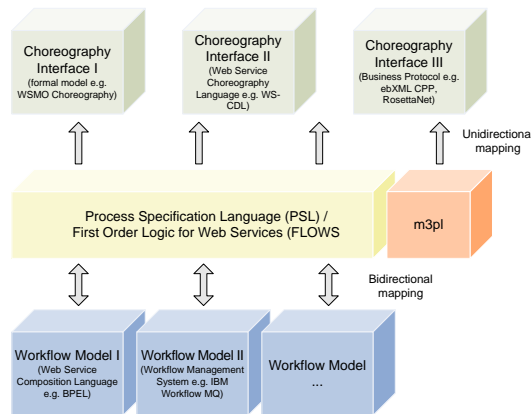 Choreography
Interface I
(formal model e.g.
WSMO Choreography)
Choreography
Interface II
(Web Service
Choreography
Language e.g. WS-
CDL)
Choreography
Interface III
(Business Protocol e.g.
ebXML CPP,
RosettaNet)
Unidirectional
mapping
Process Specification Language (PSL) /
First Order Logic for Web Services (FLOWS
m3pl
Bidirectional
mapping
Workflow Model I
(Web Service
Composition Language
e.g. BPEL)
Workflow Model II
(Workflow Management
System e.g. IBM
Workflow MQ)
Workflow Model
...